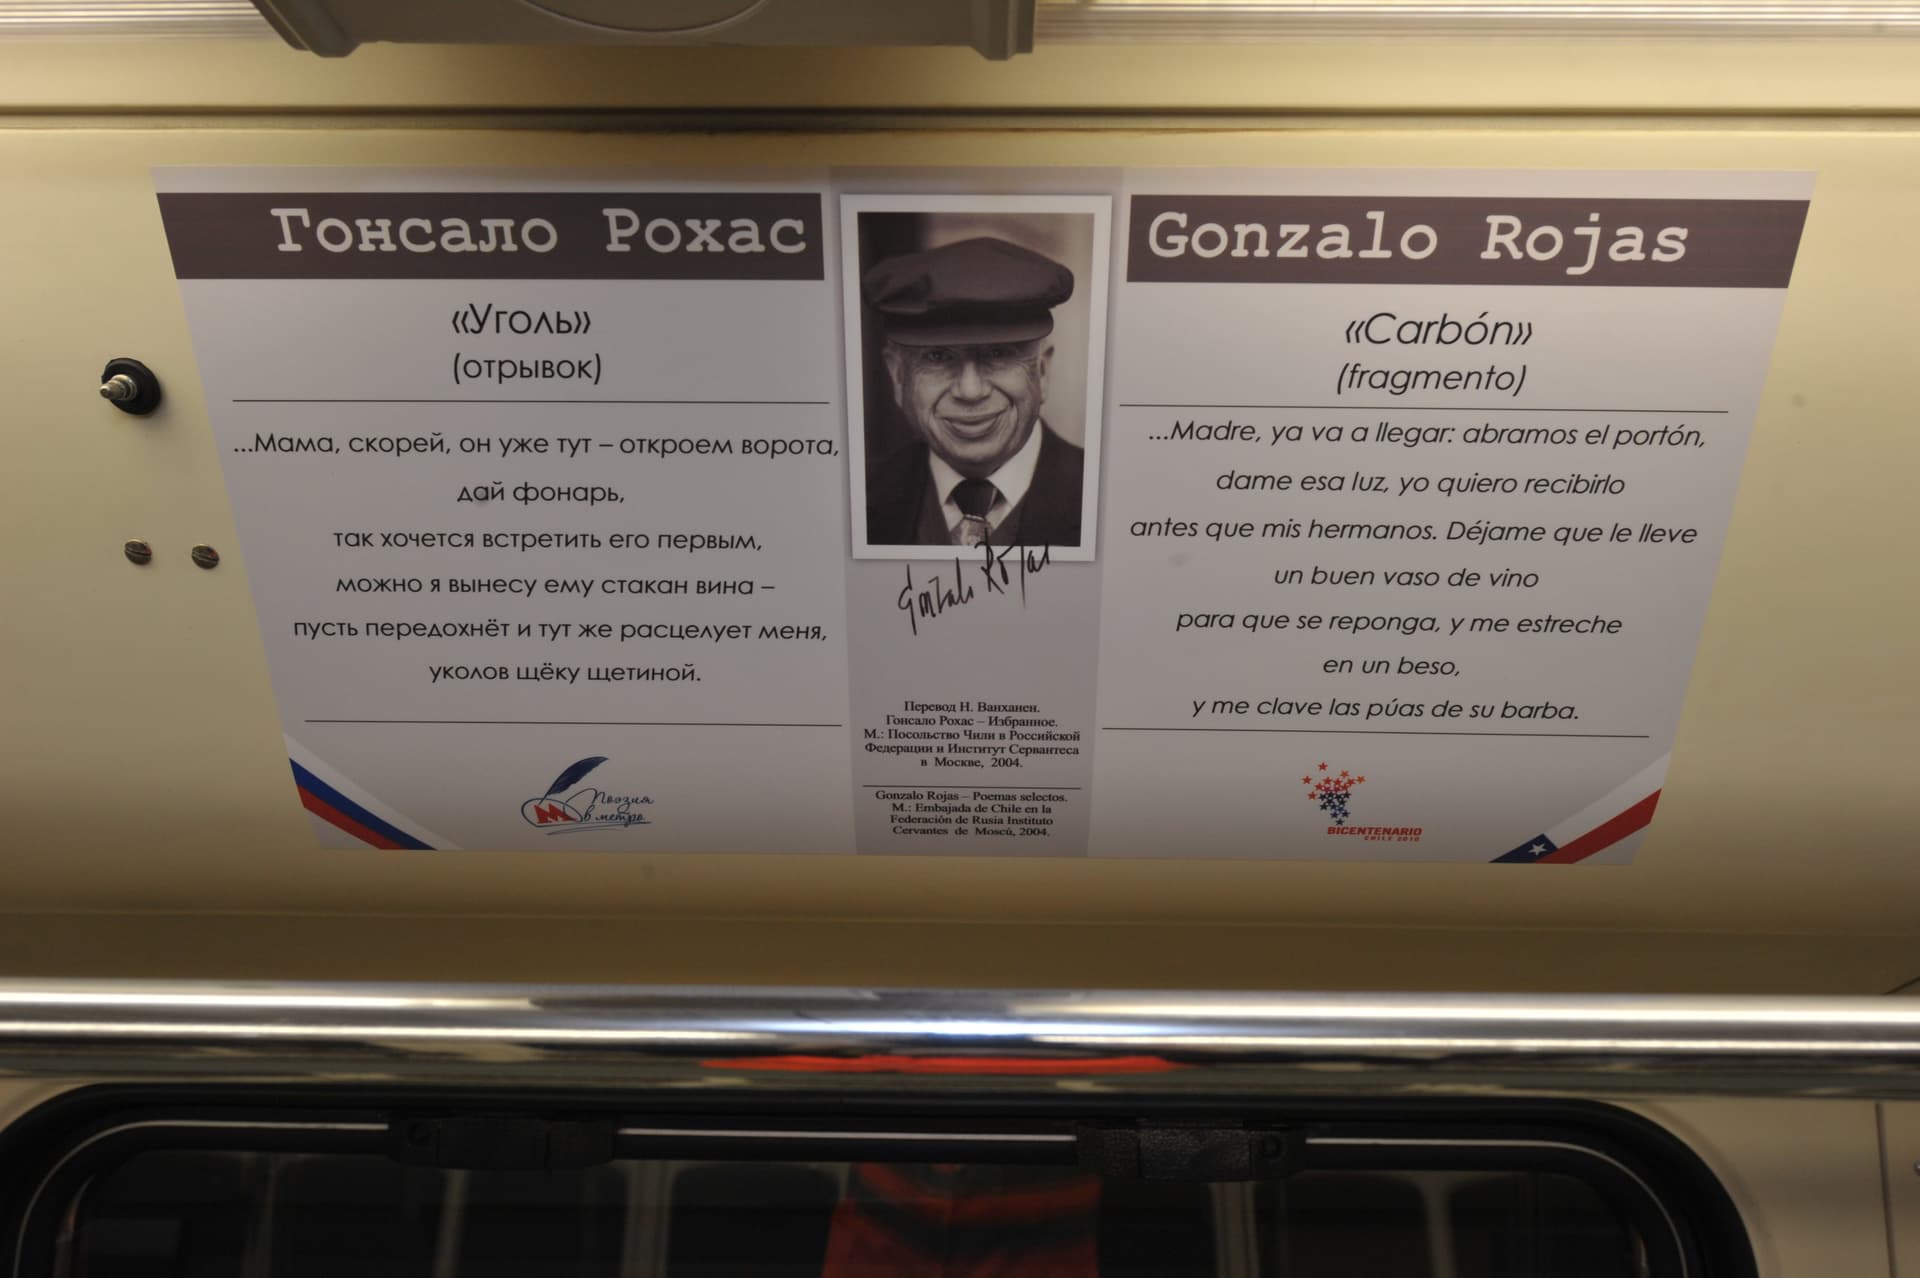 Гонсало Рохас
«Уголь»
(отрывок)
...Мама, скорей, он уже тут – откроем ворота,
дай фонарь,
так хочется встретить его первым,
можно я вынесу ему стакан вина –
пусть передохнёт и тут же расцелует меня,
уколов щёку щетиной.
Поэзия
в метро
Gonzalo Rojas
Перевод Н. Ванханен.
Гонсало Рохас – Избранное.
М.: Посольство Чили в Российской
Федерации и Институт Сервантеса
в Москве, 2004.
Gonzalo Rojas – Poemas selectos.
M.: Embajada de Chile en la
Federación de Rusia Instituto
Cervantes de Moscú, 2004.
Gonzalo Rojas
«Carbón»
(fragmento)
...Madre, ya va a llegar: abramos el portón,
dame esa luz, yo quiero recibirlo
antes que mis hermanos. Déjame que le lleve
un buen vaso de vino
para que se reponga, y me estreche
en un beso,
y me clave las púas de su barba.
BICENTENARIO
CHILE 2010